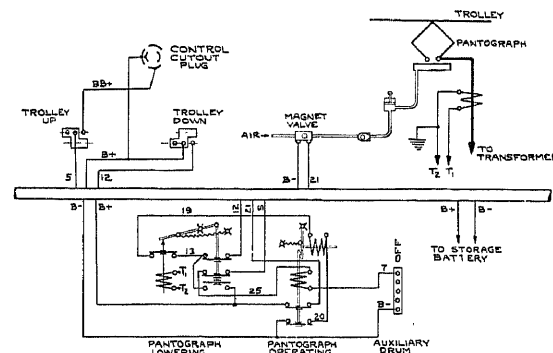 TROLLEY
CONTROL
CUTOUT
PLUG
PANTOGRAPH
BB+
TROLLEY
UP
TROLLEY
DOWN
MAGNET
VALVE
AIR
B+
5
12
B-
21
T2
T1
TO
TRANSFORMER
B-
B+
19
12
21
5
B+
B-
TO STORAGE
BATTERY
13
T1
T2
25
20
7
OFF
B-
PANTOGRAPH
LOWERING
PANTOGRAPH
OPERATING
AUXILIARY
DRUM